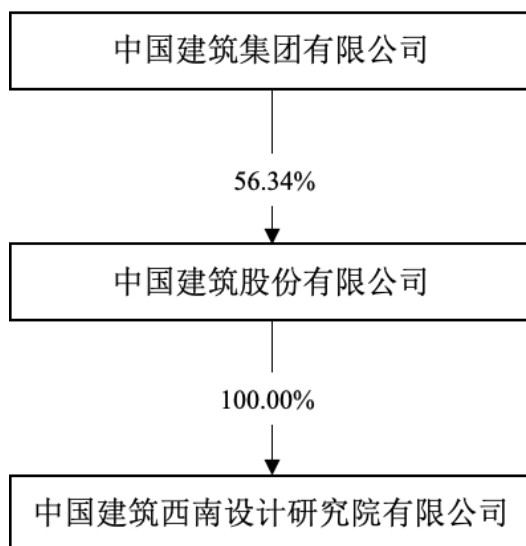 中国建筑集团有限公司
56.34%
中国建筑股份有限公司
100.00%
中国建筑西南设计研究院有限公司